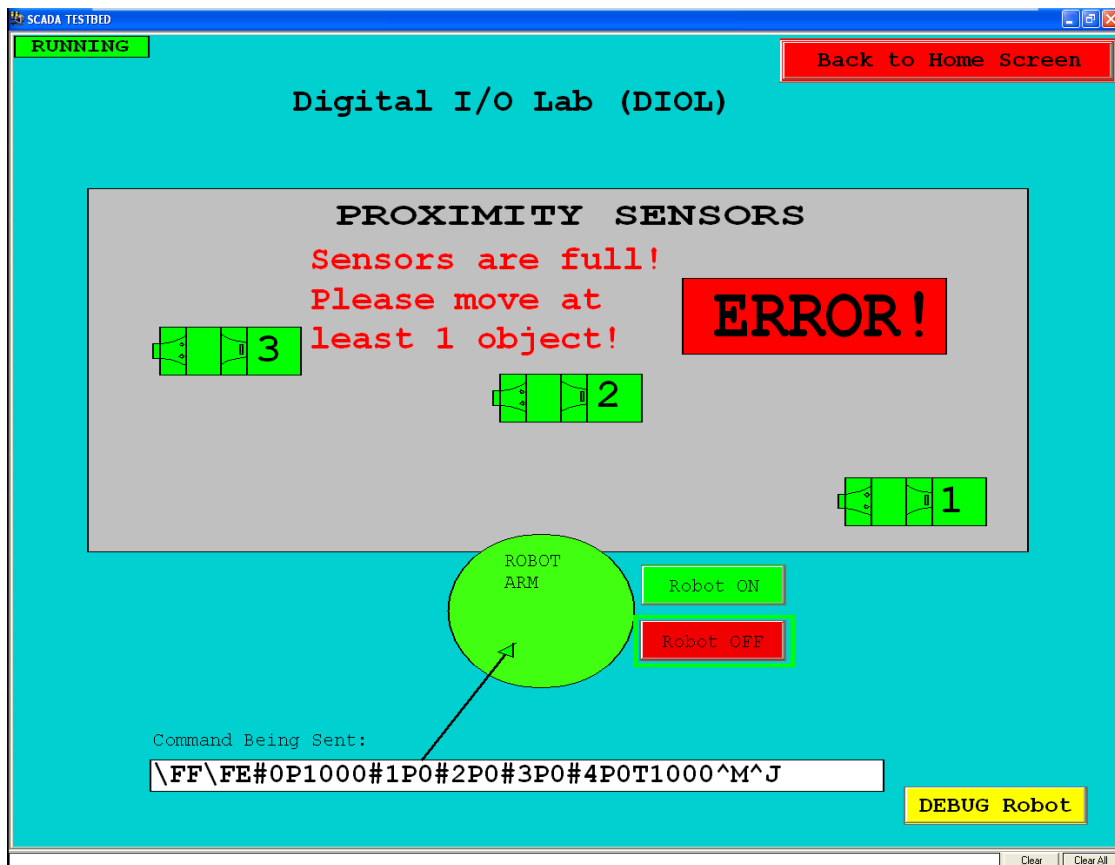 SCADA TESTBED
RUNNING
Back to Home Screen
Digital I/O Lab (DIOL)
PROXIMITY SENSORS
Sensors are full!
Please move at
least 1 object!
ERROR!
3
2
1
ROBOT
ARM
Robot ON
Robot OFF
Command Being Sent:
\FF\FE#0P1000#1P0#2P0#3P0#4P0T1000^M^J
DEBUG Robot
Clear
Clear All